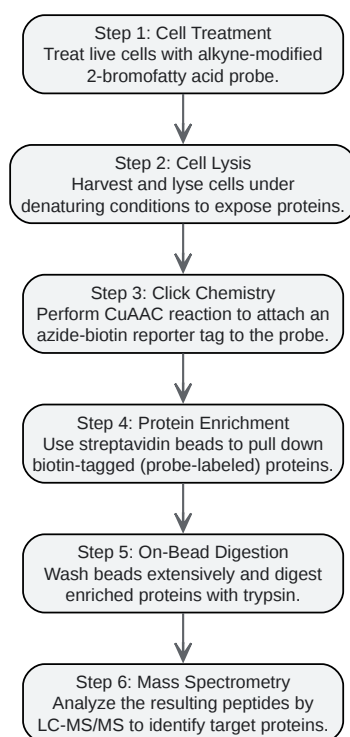 Step 1: Cell Treatment
Treat live cells with alkyne-modified
2-bromofatty acid probe.
Step 2: Cell Lysis
Harvest and lyse cells under
denaturing conditions to expose proteins.
Step 3: Click Chemistry
Perform CuAAC reaction to attach an
azide-biotin reporter tag to the probe.
Step 4: Protein Enrichment
Use streptavidin beads to pull down
biotin-tagged (probe-labeled) proteins.
Step 5: On-Bead Digestion
Wash beads extensively and digest
enriched proteins with trypsin.
Step 6: Mass Spectrometry
Analyze the resulting peptides by
LC-MS/MS to identify target proteins.